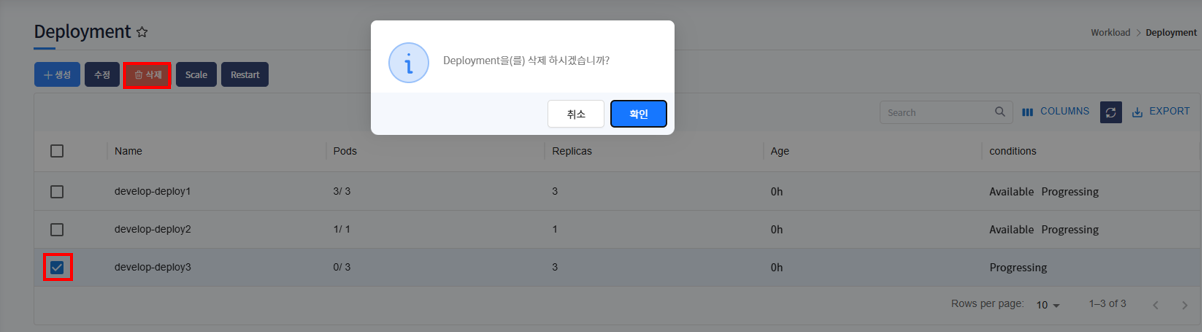 Deployment
Workload > Deployment
+ 생성 수정 삭제 Scale Restart
Deployment을(를) 삭제 하시겠습니까?
취소 확인
Search COLUMNS EXPORT
Name Pods Replicas Age conditions
develop-deploy1 3/ 3 3 0h Available Progressing
develop-deploy2 1/ 1 1 0h Available Progressing
develop-deploy3 0/ 3 3 0h Progressing
Rows per page: 10 1–3 of 3